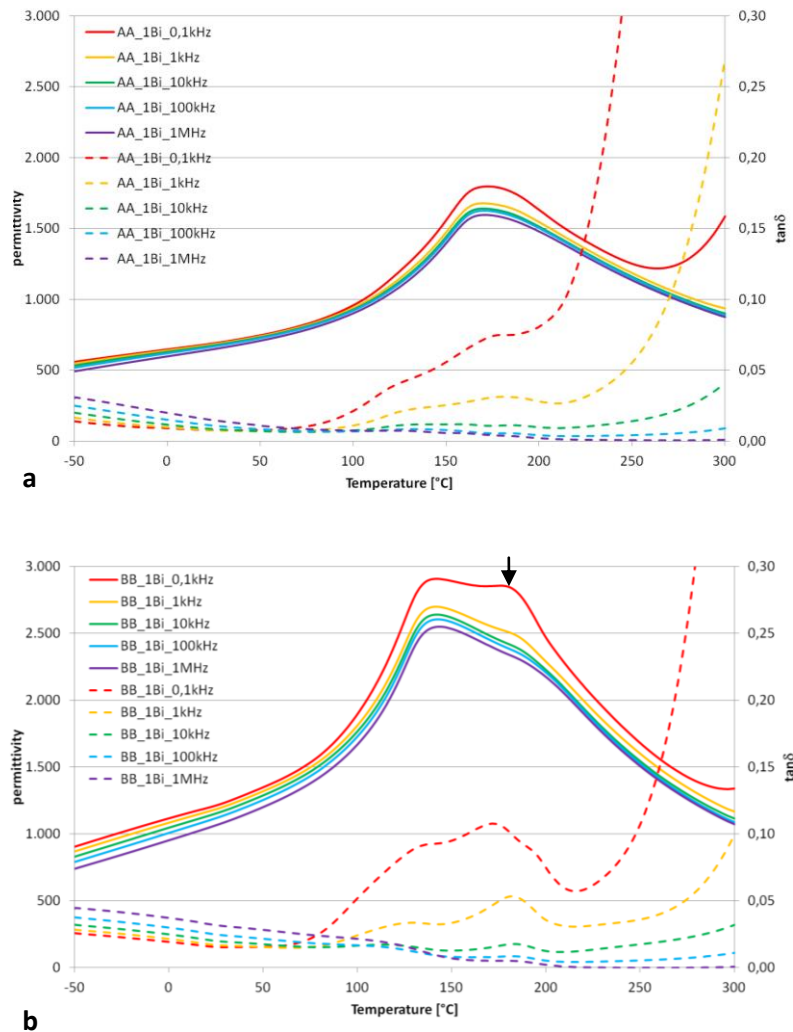 3.000
2.500
2.000
1.500
1.000
500
0
permittivity
AA_1Bi_0,1kHz
AA_1Bi_1kHz
AA_1Bi_10kHz
AA_1Bi_100kHz
AA_1Bi_1MHz
AA_1Bi_0,1kHz
AA_1Bi_1kHz
AA_1Bi_10kHz
AA_1Bi_100kHz
AA_1Bi_1MHz
0,30
0,25
0,20
0,15
0,10
0,05
0,00
tanδ
-50 0 50 100 150 200 250 300
Temperature [°C]
a
3.000
2.500
2.000
1.500
1.000
500
0
permittivity
BB_1Bi_0,1kHz
BB_1Bi_1kHz
BB_1Bi_10kHz
BB_1Bi_100kHz
BB_1Bi_1MHz
BB_1Bi_0,1kHz
BB_1Bi_1kHz
BB_1Bi_10kHz
BB_1Bi_100kHz
BB_1Bi_1MHz
0,30
0,25
0,20
0,15
0,10
0,05
0,00
tanδ
-50 0 50 100 150 200 250 300
Temperature [°C]
b